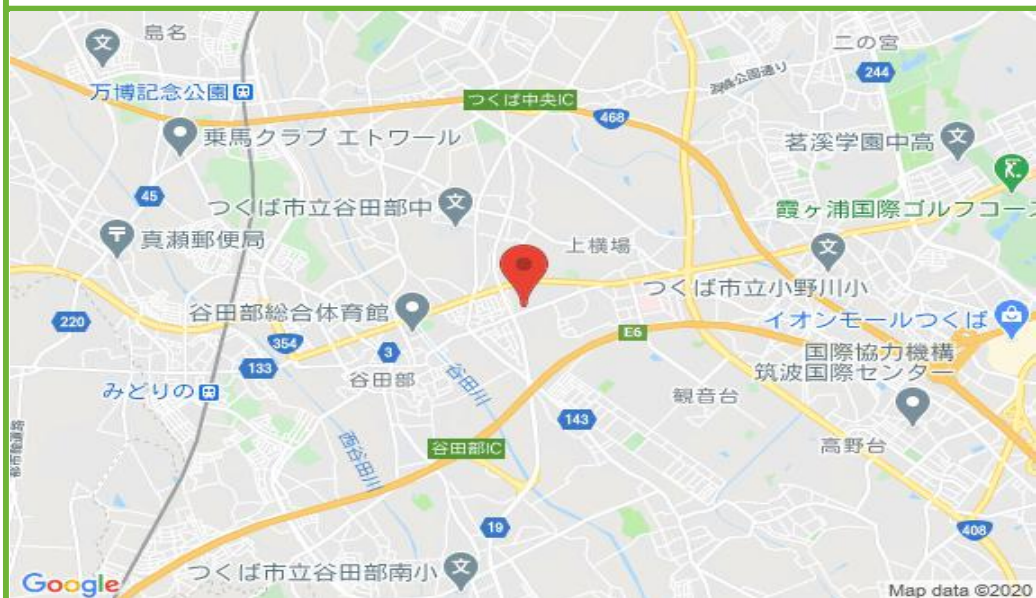 島名
二の宮
244
万博記念公園
つくば中央IC
468
乗馬クラブ エトワール
茗溪学園中高
45
つくば市立谷田部中
霞ヶ浦国際ゴルフコース
真瀬郵便局
上横場
つくば市立小野川小
谷田部総合体育館
220
354
3
E6
イオンモールつくば
133
谷田部
国際協力機構
筑波国際センター
みどりの
谷田川
観音台
143
高野台
西谷田川
谷田部IC
19
408
つくば市立谷田部南小
Google
Map data ©2020